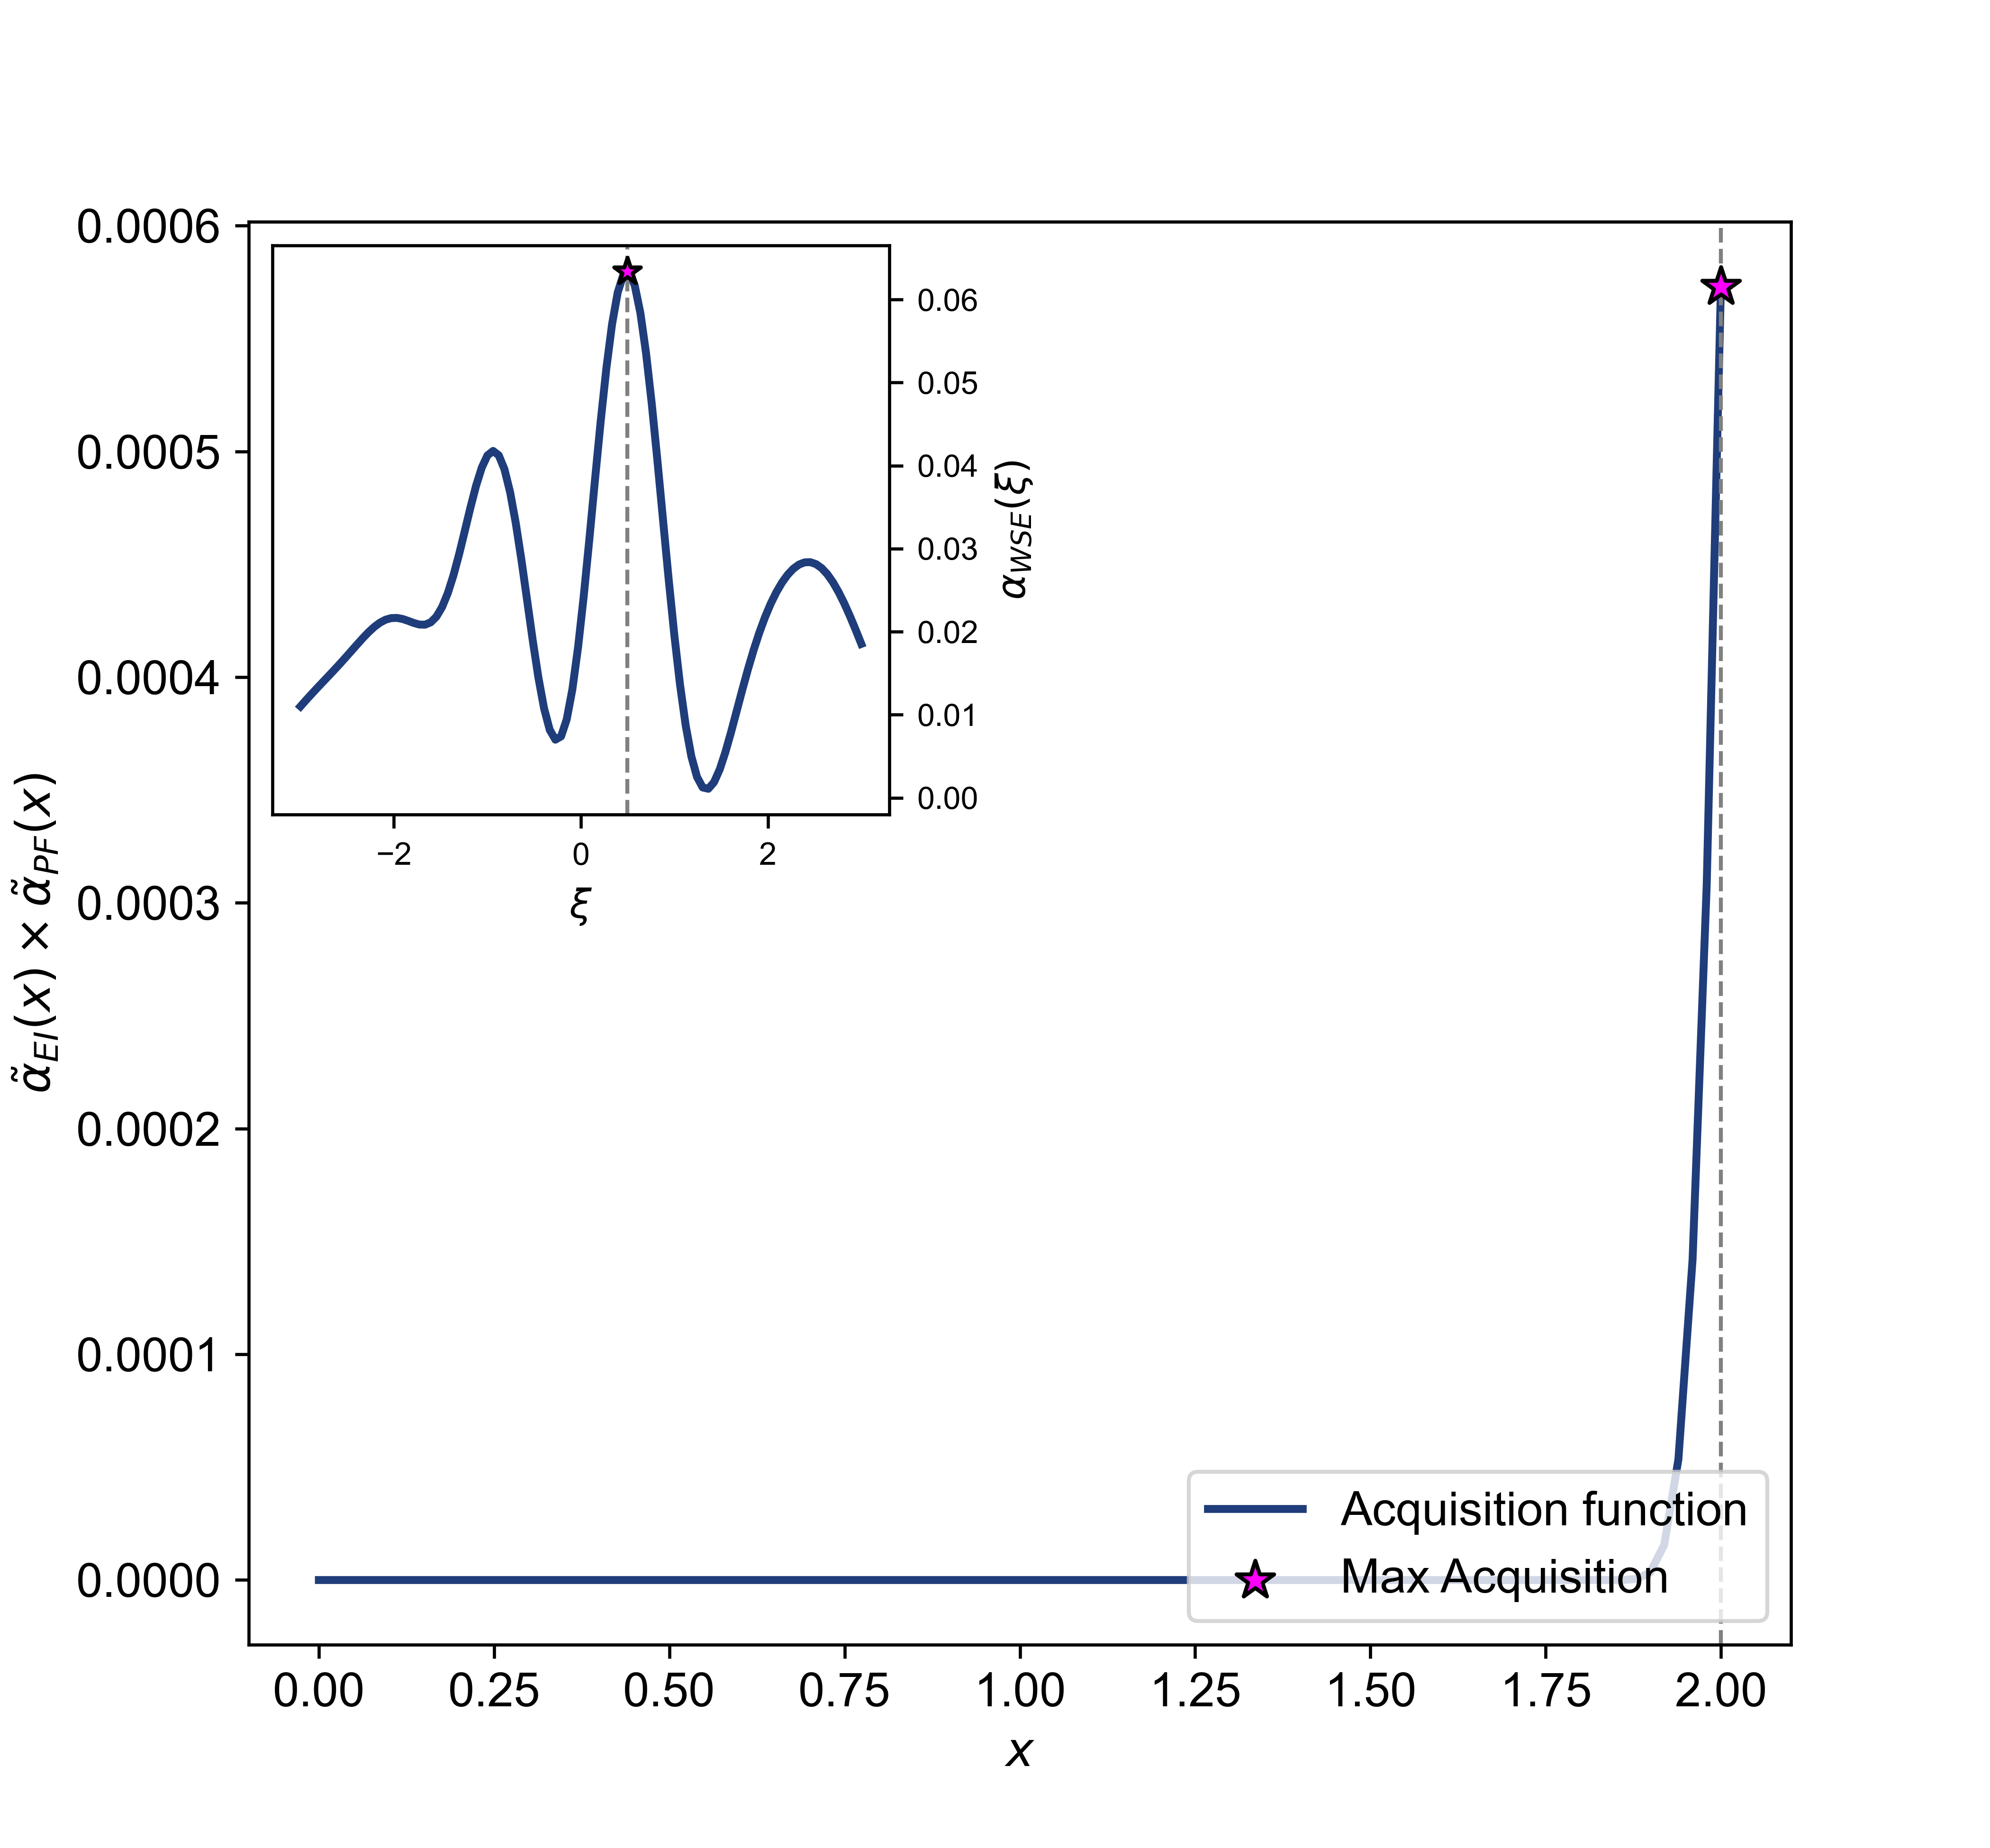 0.0006
0.0005
0.0004
0.0003
0.0002
0.0001
0.0000
α̃_EI(x) × α̃_PF(x)
0.06
0.05
0.04
0.03
0.02
0.01
0.00
α_WSE(ξ)
−2 0 2
ξ
Acquisition function
Max Acquisition
0.00 0.25 0.50 0.75 1.00 1.25 1.50 1.75 2.00
x